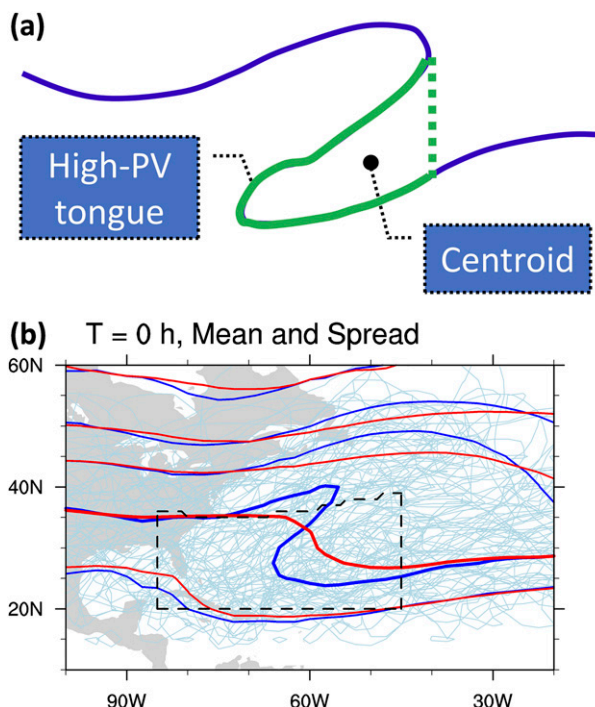 (a)
High-PV
tongue
Centroid
(b) T = 0 h, Mean and Spread
60N
40N
20N
90W 60W 30W